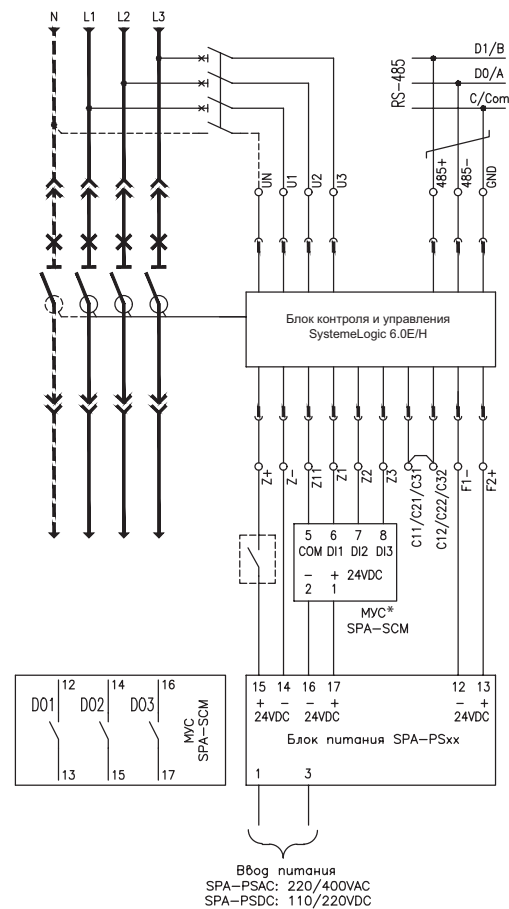 N L1 L2 L3
D1/B
D0/A
C/Com
RS-485
UN U1 U2 U3 485+ 485- GND
Блок контроля и управления
SystemeLogic 6.0E/H
Z+ Z- Z11 Z1 Z2 Z3 C11/C21/C31 C12/C22/C32 F1- F2+
5 6 7 8
COM DI1 DI2 DI3
- + 24VDC
2 1
МУС*
SPA-SCM
12 14 16
DO1 DO2 DO3
МУС
SPA-SCM
13 15 17
15 14 16 17 12 13
+ - - + - +
24VDC 24VDC 24VDC
Блок питания SPA-PSxx
1 3
Ввод питания
SPA-PSAC: 220/400VAC
SPA-PSDC: 110/220VDC